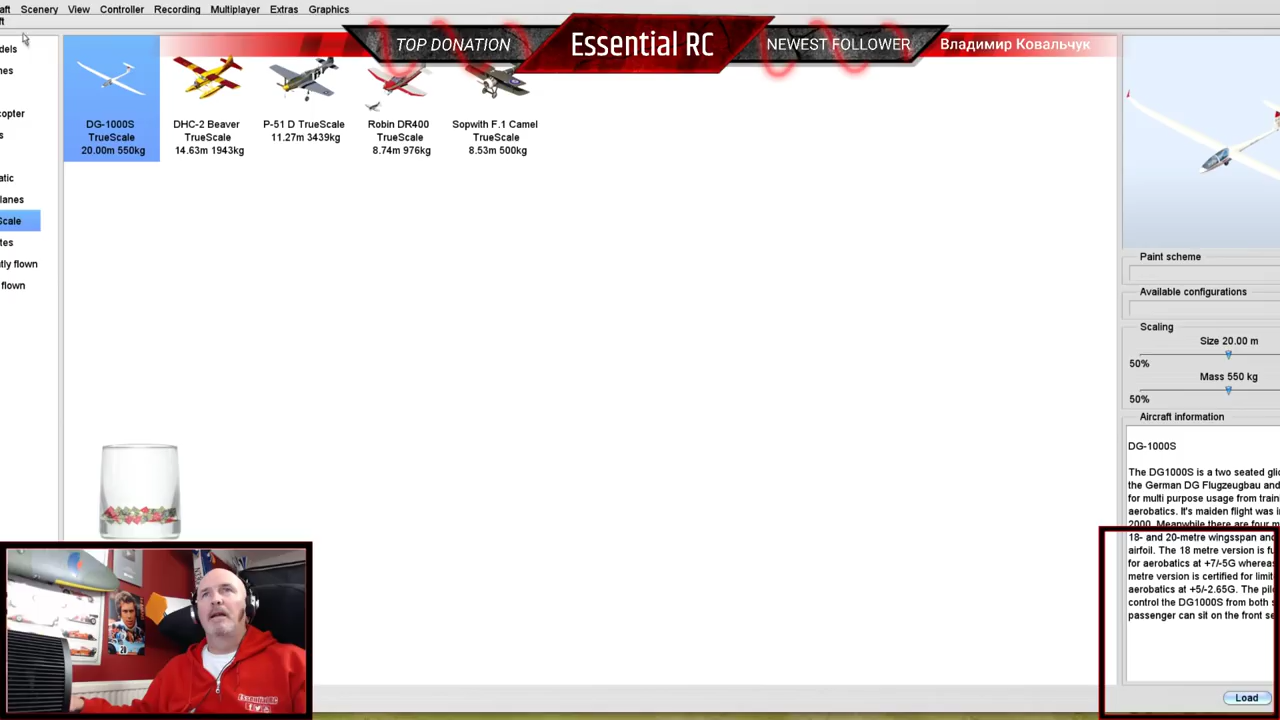 aft Scenery View Controller Recording Multiplayer Extras Graphics
ft
dels
nes
copter
s
atic
lanes
Scale
tes
tly flown
flown
TOP DONATION
Essential RC
NEWEST FOLLOWER
Владимир Ковальчук
DG-1000S
TrueScale
20.00m 550kg
DHC-2 Beaver
TrueScale
14.63m 1943kg
P-51 D TrueScale
11.27m 3439kg
Robin DR400
TrueScale
8.74m 976kg
Sopwith F.1 Camel
TrueScale
8.53m 500kg
Paint scheme
Available configurations
Scaling
Size 20.00 m
50%
Mass 550 kg
50%
Aircraft information
DG-1000S
The DG1000S is a two seated glid
the German DG Flugzeugbau and
for multi purpose usage from train
aerobatics. It's maiden flight was in
2000. Meanwhile there are four m
18- and 20-metre wingspan and
airfoil. The 18 metre version is fu
for aerobatics at +7/-5G wherea
metre version is certified for limit
aerobatics at +5/-2.65G. The pil
control the DG1000S from both s
passenger can sit on the front se
Load
20
EssentialRC